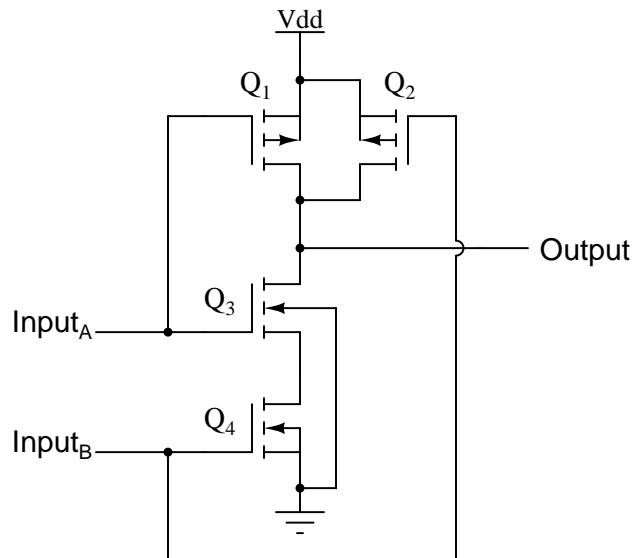 Vdd
Q1 Q2
Output
Q3
InputA
Q4
InputB